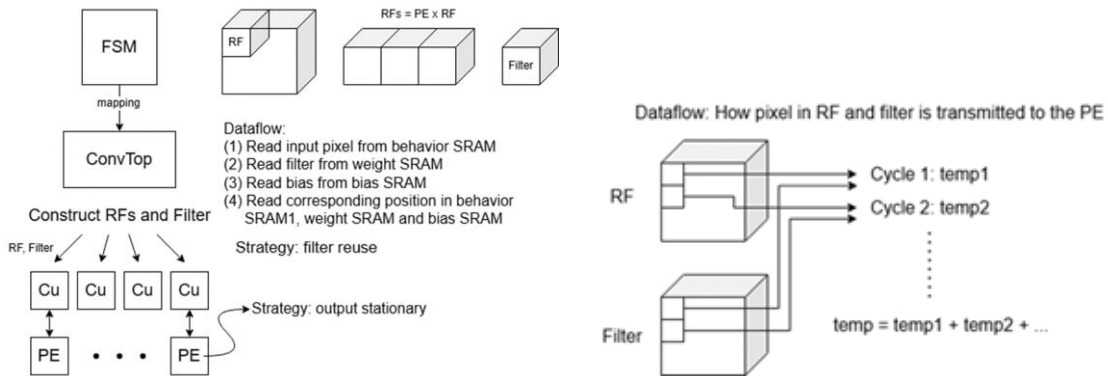 FSM
mapping
ConvTop
Construct RFs and Filter
RF, Filter
Cu
Cu
Cu
Cu
PE
• • •
PE
RF
RFs = PE x RF
Filter
Dataflow:
(1) Read input pixel from behavior SRAM
(2) Read filter from weight SRAM
(3) Read bias from bias SRAM
(4) Read corresponding position in behavior
SRAM1, weight SRAM and bias SRAM
Strategy: filter reuse
Strategy: output stationary
Dataflow: How pixel in RF and filter is transmitted to the PE
RF
Cycle 1: temp1
Cycle 2: temp2
Filter
temp = temp1 + temp2 + ...